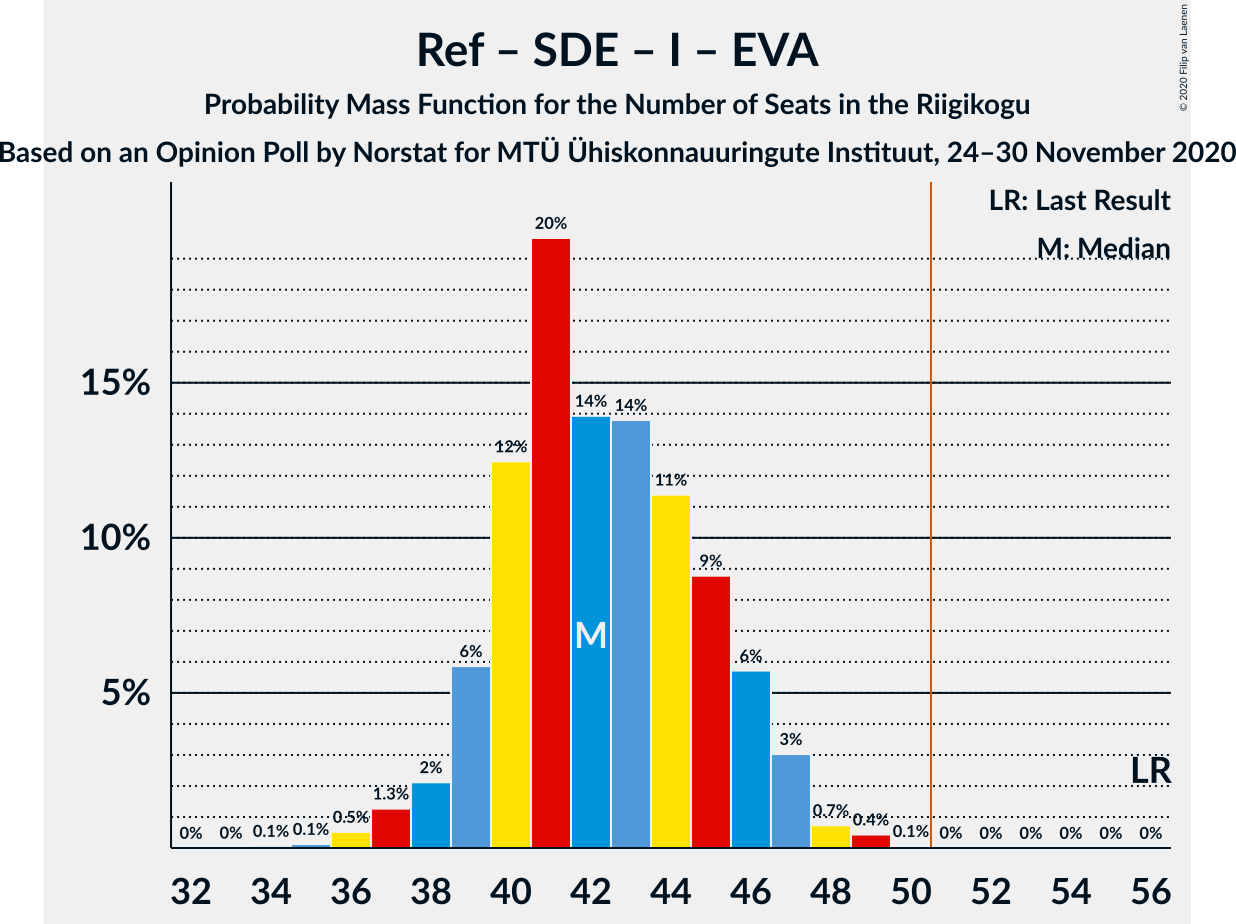 Ref – SDE – I – EVA
Probability Mass Function for the Number of Seats in the Riigikogu
Based on an Opinion Poll by Norstat for MTÜ Ühiskonnauuringute Instituut, 24–30 November 2020
© 2020 Filip van Laenen
LR: Last Result
M: Median
20%
15%
14% 14%
12%
11%
10%
9%
M
6% 6%
5%
3%
2%
LR
1.3%
0% 0% 0.1% 0.1% 0.5% 0.7% 0.4% 0.1% 0% 0% 0% 0% 0% 0%
32 34 36 38 40 42 44 46 48 50 52 54 56